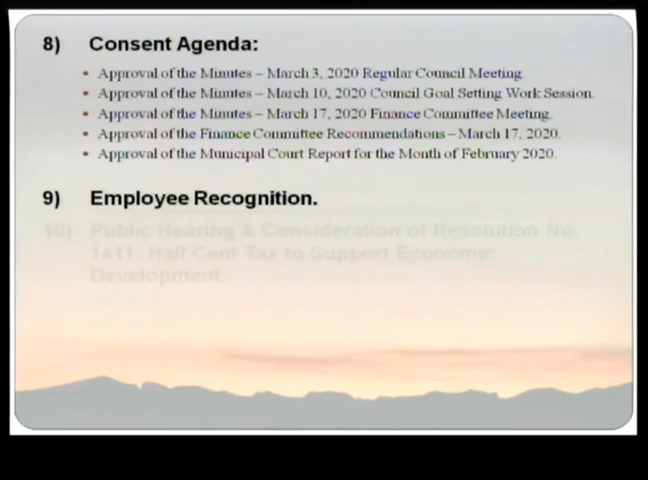 8) Consent Agenda:
• Approval of the Minutes – March 3, 2020 Regular Council Meeting.
• Approval of the Minutes – March 10, 2020 Council Goal Setting Work Session.
• Approval of the Minutes – March 17, 2020 Finance Committee Meeting.
• Approval of the Finance Committee Recommendations – March 17, 2020.
• Approval of the Municipal Court Report for the Month of February 2020.
9) Employee Recognition.
10) Public Hearing & Consideration of Resolution No.
1411; Half Cent Tax to Support Economic
Development.